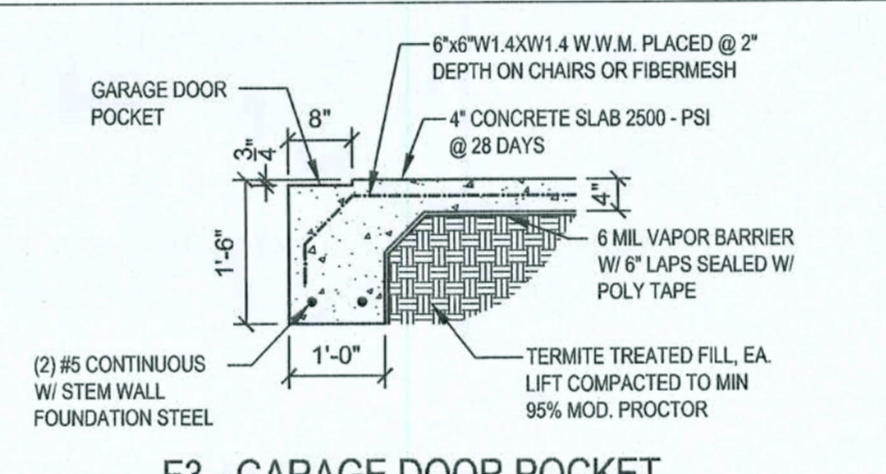 6"x6"W1.4XW1.4 W.W.M. PLACED @ 2"
DEPTH ON CHAIRS OR FIBERMESH
GARAGE DOOR
POCKET
8"
4" CONCRETE SLAB 2500 - PSI
@ 28 DAYS
3/4"
4"
1'-6"
6 MIL VAPOR BARRIER
W/ 6" LAPS SEALED W/
POLY TAPE
1'-0"
(2) #5 CONTINUOUS
W/ STEM WALL
FOUNDATION STEEL
TERMITE TREATED FILL, EA.
LIFT COMPACTED TO MIN
95% MOD. PROCTOR
GARAGE DOOR POCKET